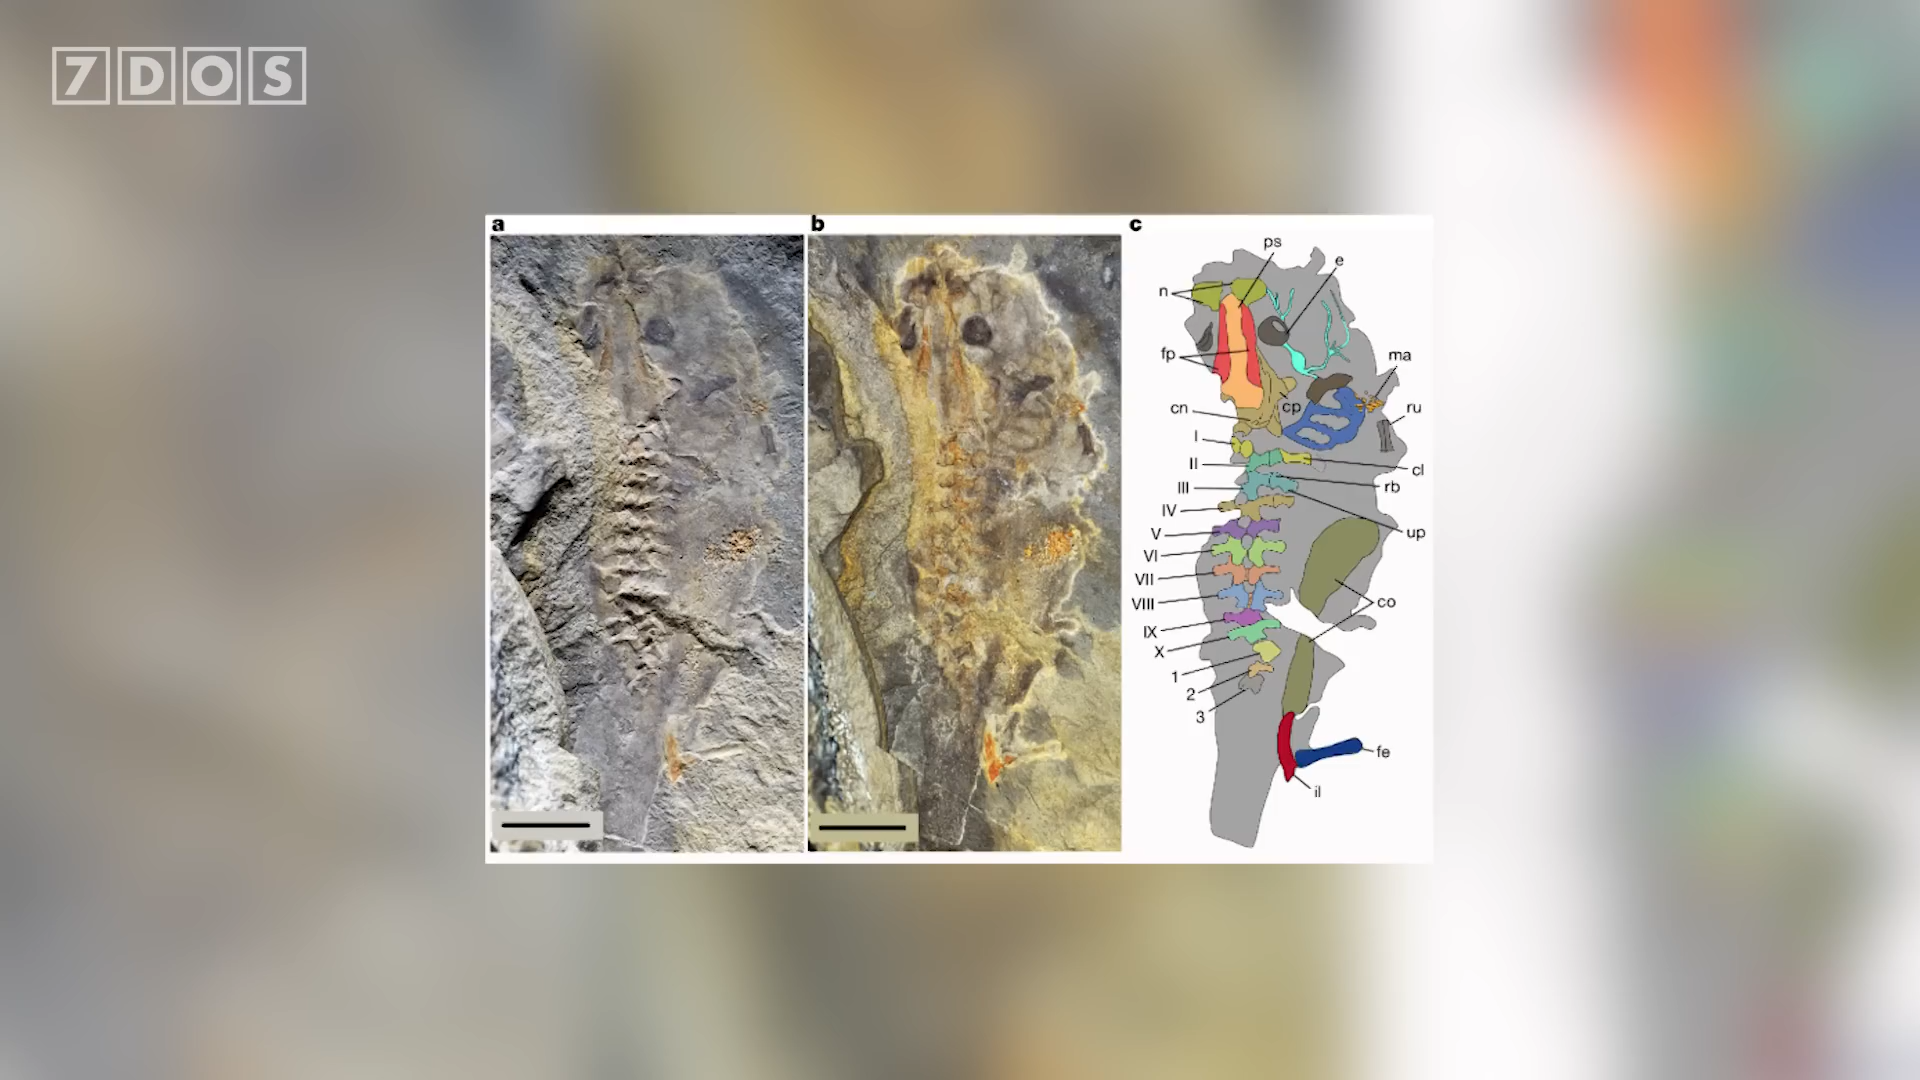 7DOS
a
b
c
ps
e
n
fp
ma
cn
cp
ru
I
II
cl
III
rb
IV
V
up
VI
VII
VIII
co
IX
X
1
2
3
fe
il